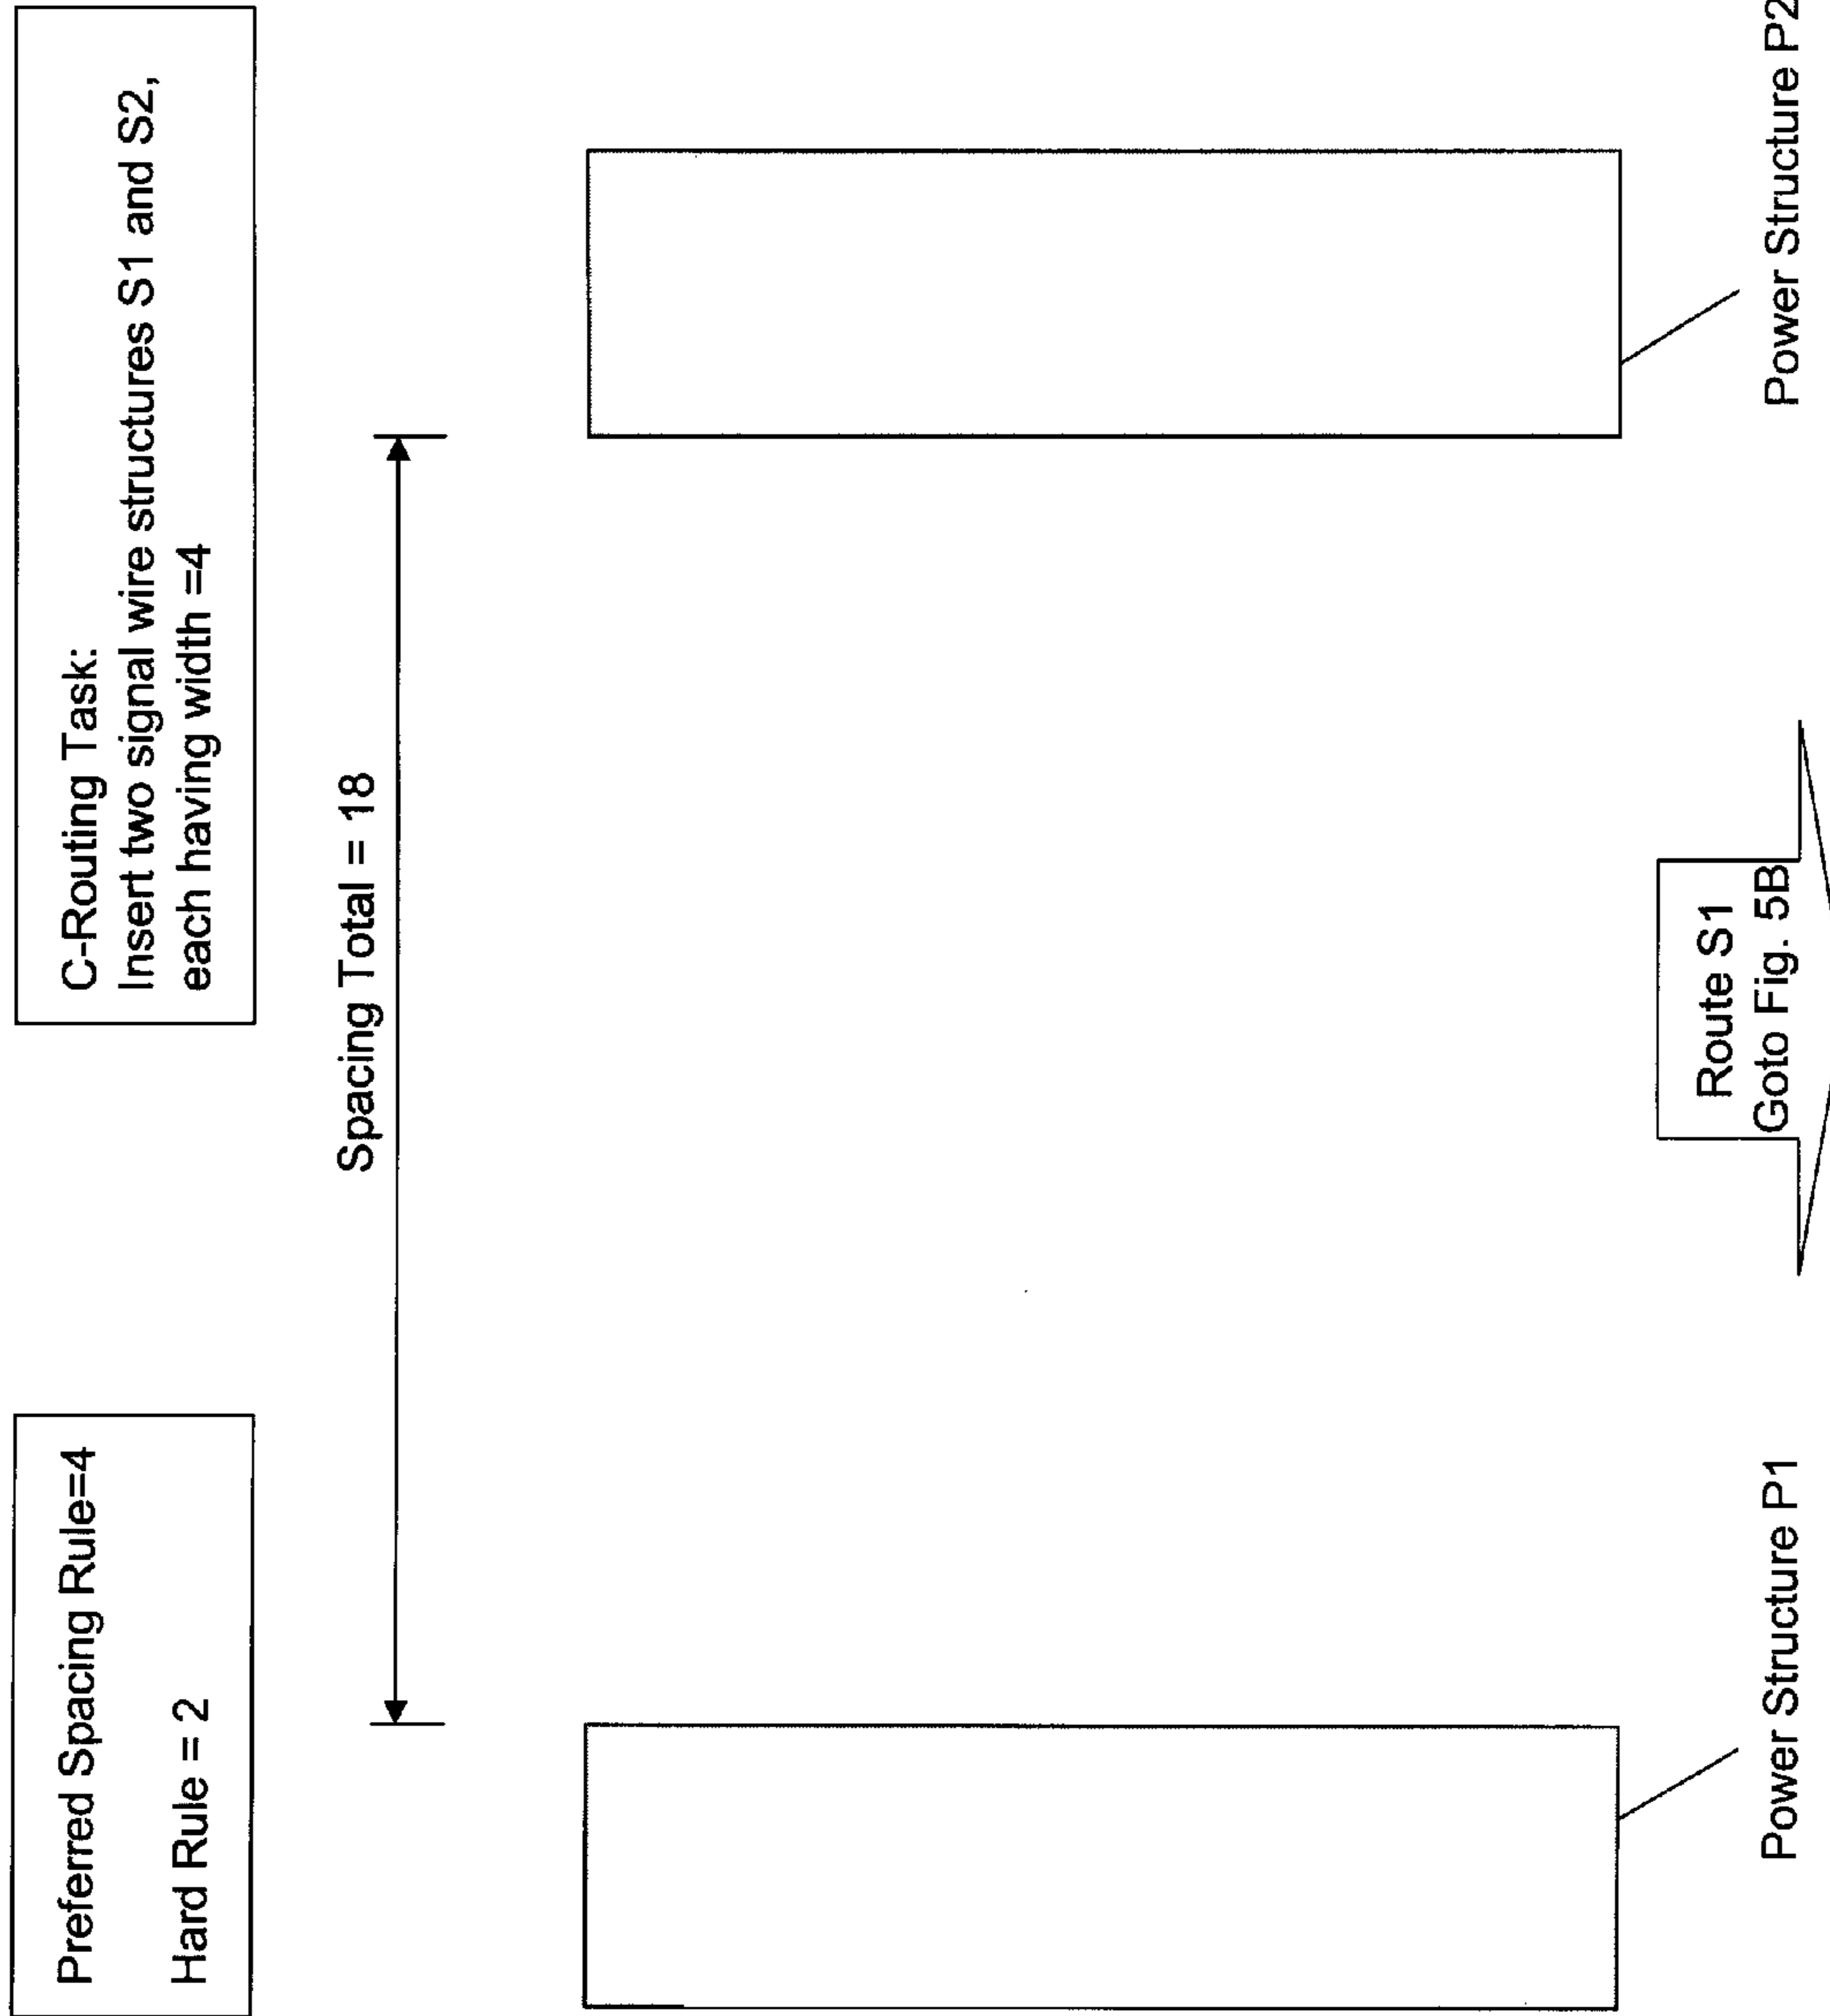 Preferred Spacing Rule=4
Hard Rule = 2
C-Routing Task:
Insert two signal wire structures S1 and S2,
each having width =4
Spacing Total = 18
Power Structure P1
Route S1
Goto Fig. 5B
Power Structure P2